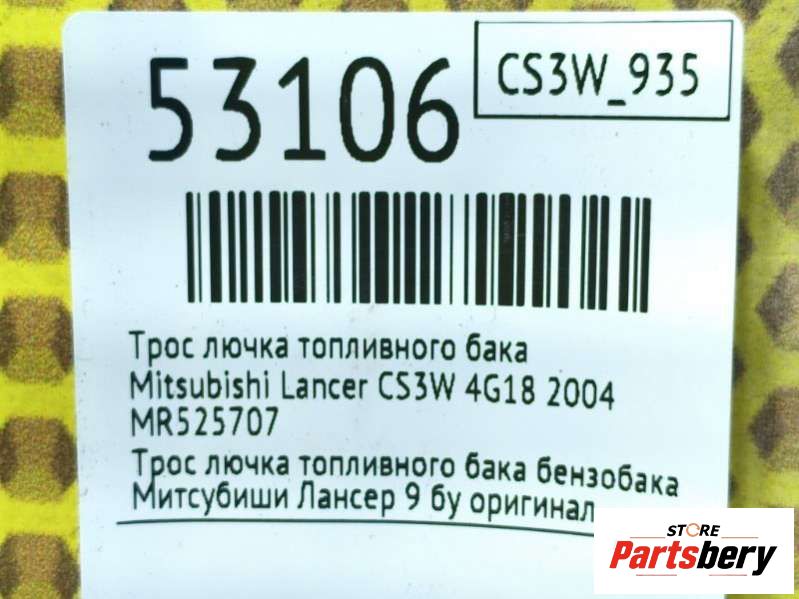 53106
CS3W_935
Трос лючка топливного бака
Mitsubishi Lancer CS3W 4G18 2004
MR525707
Трос лючка топливного бака бензобака
Митсубиши Лансер 9 бу оригинал
STORE
Partsbery